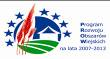 Program
Rozwoju
Obszarów
Wiejskich
na lata 2007-2013